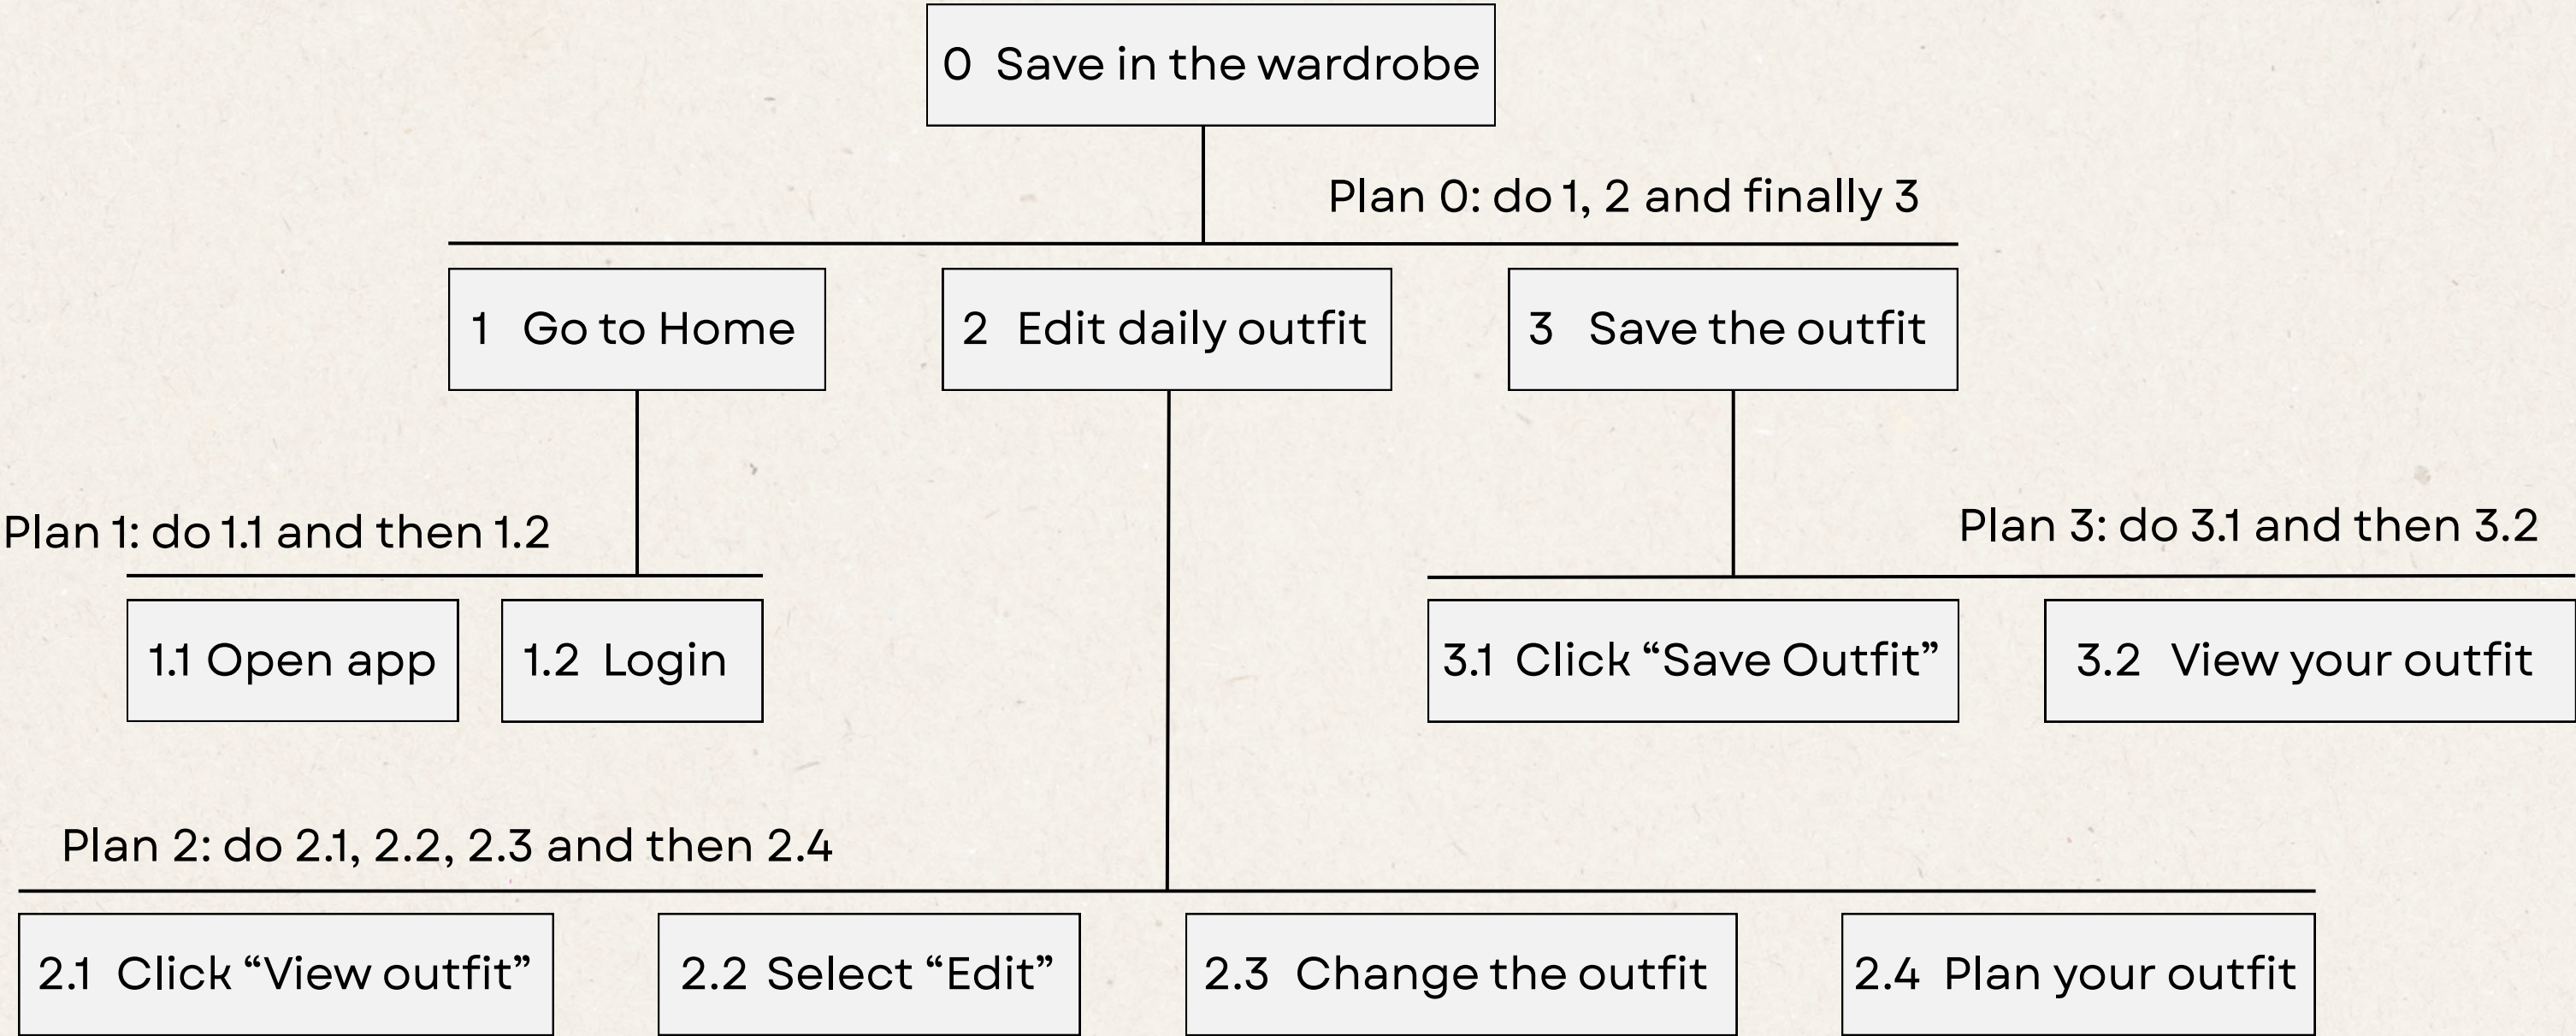 0 Save in the wardrobe
Plan 0: do 1, 2 and finally 3
1 Go to Home
2 Edit daily outfit
3 Save the outfit
Plan 1: do 1.1 and then 1.2
Plan 3: do 3.1 and then 3.2
1.1 Open app
1.2 Login
3.1 Click “Save Outfit”
3.2 View your outfit
Plan 2: do 2.1, 2.2, 2.3 and then 2.4
2.1 Click “View outfit”
2.2 Select “Edit”
2.3 Change the outfit
2.4 Plan your outfit